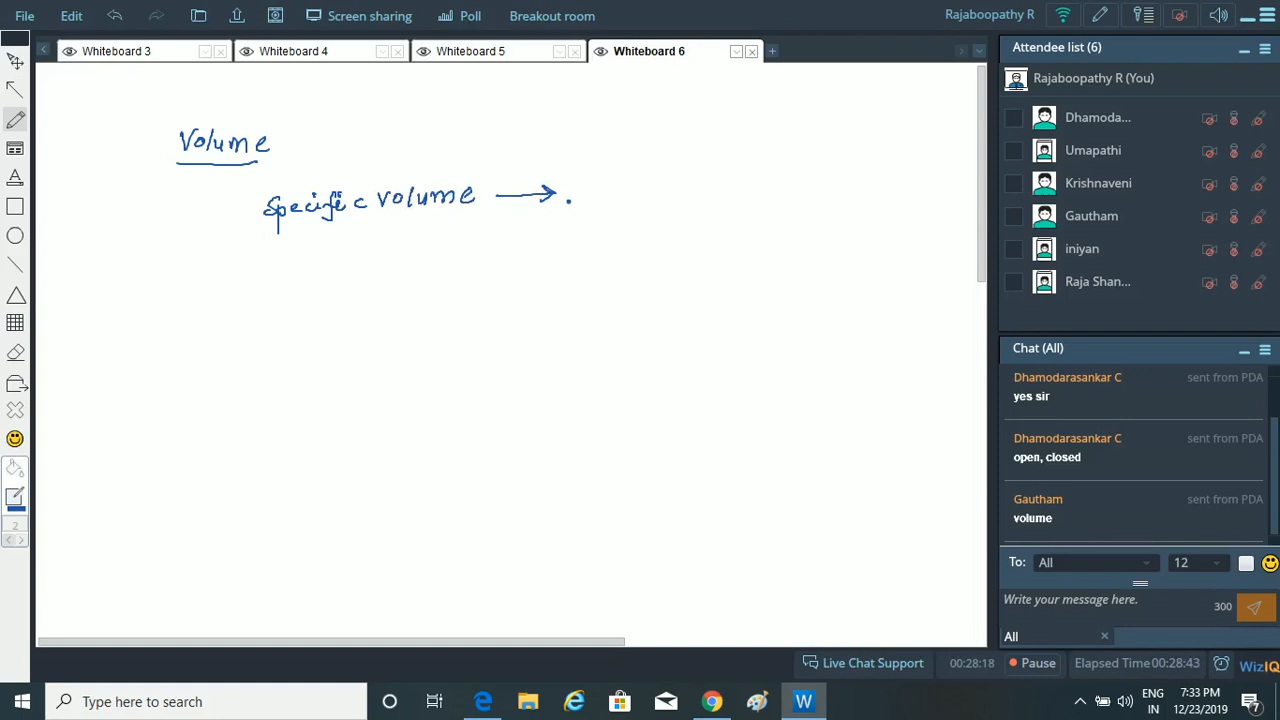 File Edit Screen sharing Poll Breakout room Rajaboopathy R
Whiteboard 3 Whiteboard 4 Whiteboard 5 Whiteboard 6
Attendee list (6)
Rajaboopathy R (You)
Dhamoda...
Umapathi
Krishnaveni
Gautham
iniyan
Raja Shan...
Volume
Specific volume
Chat (All)
Dhamodarasankar C sent from PDA
yes sir
Dhamodarasankar C sent from PDA
open, closed
Gautham sent from PDA
volume
To: All 12
Write your message here. 300
All
2
Live Chat Support 00:28:18 Pause Elapsed Time 00:28:43 WizIQ
Type here to search
W
ENG 7:33 PM
IN 12/23/2019 7